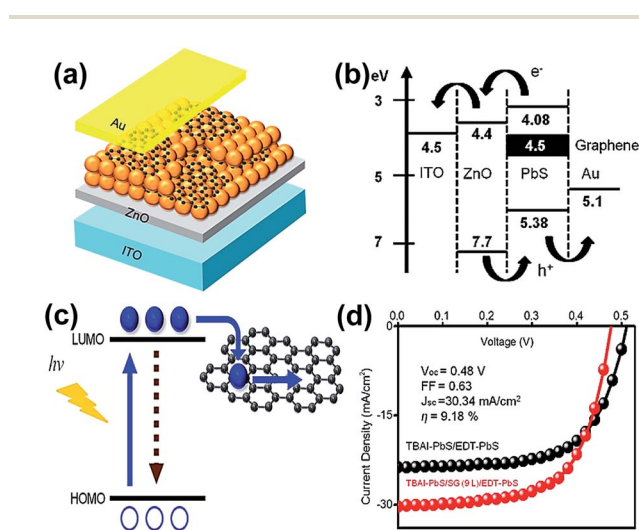 (a)
Au
ZnO
ITO
(b)
eV
3
5
7
e-
4.08
4.4
4.5
4.5
Graphene
ITO
ZnO
PbS
Au
5.1
5.38
7.7
h+
(c)
LUMO
hν
HOMO
(d)
Voltage (V)
0.0 0.1 0.2 0.3 0.4 0.5
0
-15
-30
Current Density (mA/cm²)
Voc = 0.48 V
FF = 0.63
Jsc=30.34 mA/cm²
η = 9.18 %
TBAI-PbS/EDT-PbS
TBAI-PbS/SG (9 L)/EDT-PbS